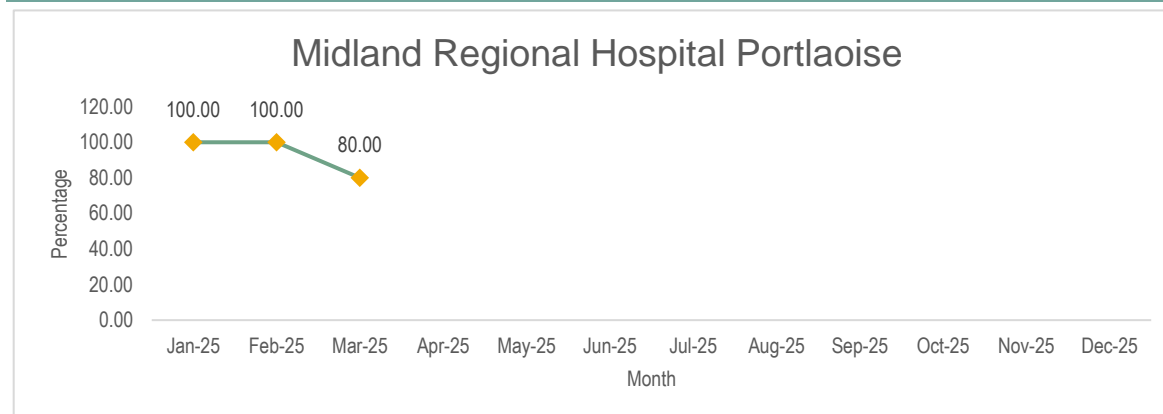 Midland Regional Hospital Portlaoise
120.00
100.00
80.00
60.00
40.00
20.00
0.00
100.00 100.00
80.00
Percentage
Jan-25 Feb-25 Mar-25 Apr-25 May-25 Jun-25 Jul-25 Aug-25 Sep-25 Oct-25 Nov-25 Dec-25
Month